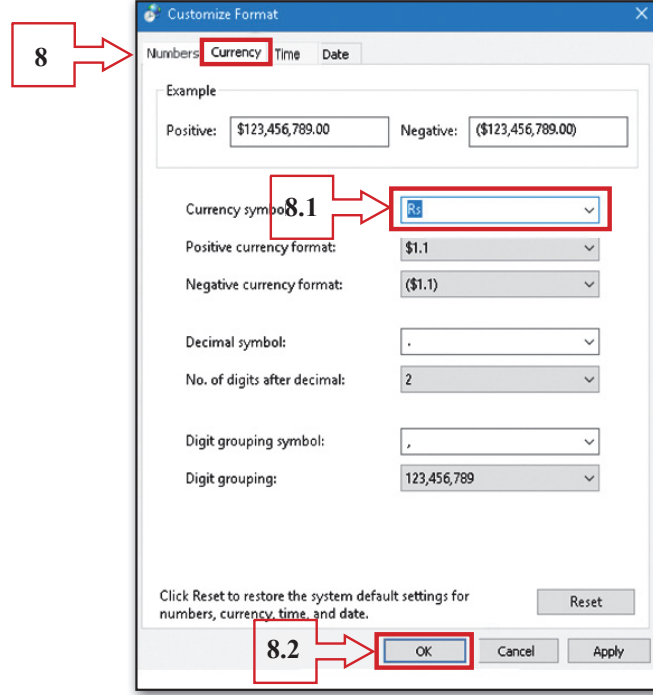 Customize Format
8
Numbers Currency Time Date
Example
Positive: $123,456,789.00 Negative: ($123,456,789.00)
8.1
Currency symbol: Rs
Positive currency format: $1.1
Negative currency format: ($1.1)
Decimal symbol: .
No. of digits after decimal: 2
Digit grouping symbol: ,
Digit grouping: 123,456,789
Click Reset to restore the system default settings for
numbers, currency, time, and date.
Reset
8.2
OK Cancel Apply